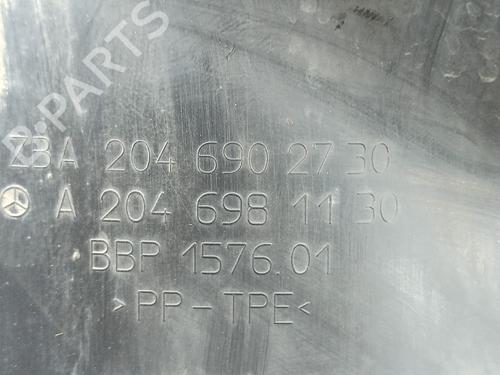 ZBA 204 690 27 30
A 204 698 11 30
BBP 1576.01
>PP-TPE<
B-PARTS